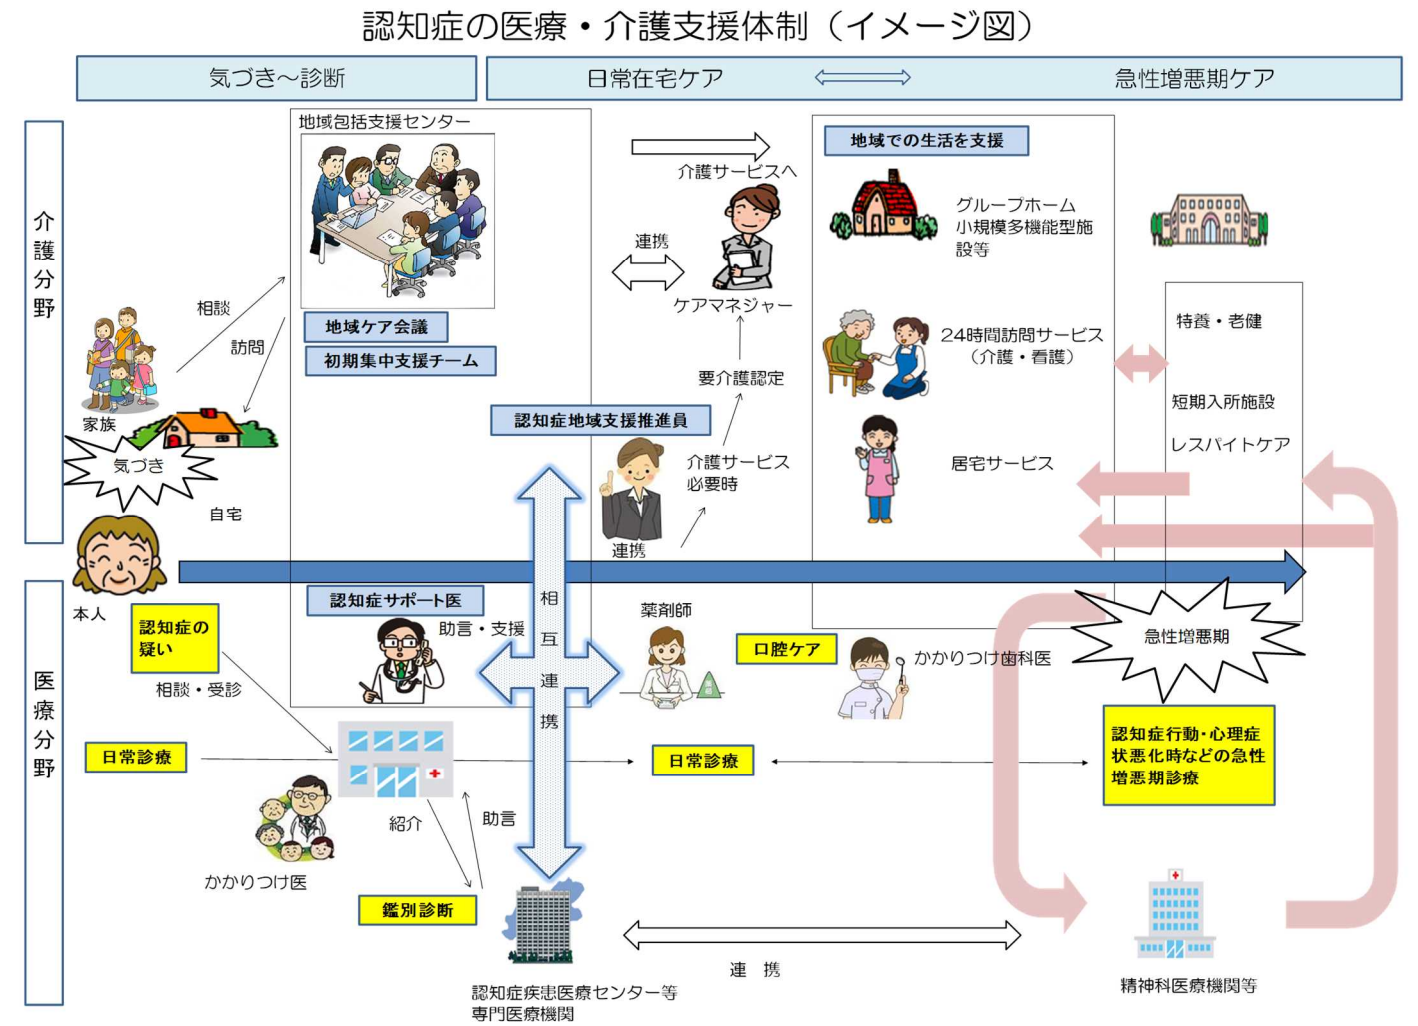 認知症の医療・介護支援体制（イメージ図）
気づき～診断
日常在宅ケア
急性増悪期ケア
介護分野
地域包括支援センター
地域ケア会議
初期集中支援チーム
相談
訪問
家族
気づき
自宅
本人
介護サービスへ
連携
ケアマネジャー
要介護認定
認知症地域支援推進員
介護サービス
必要時
連携
地域での生活を支援
グループホーム
小規模多機能型施
設等
24時間訪問サービス
（介護・看護）
居宅サービス
特養・老健
短期入所施設
レスパイトケア
医療分野
認知症の
疑い
相談・受診
認知症サポート医
助言・支援
相互連携
薬剤師
口腔ケア
かかりつけ歯科医
急性増悪期
日常診療
日常診療
認知症行動・心理症
状悪化時などの急性
増悪期診療
かかりつけ医
紹介
助言
鑑別診断
認知症疾患医療センター等
専門医療機関
連　携
精神科医療機関等